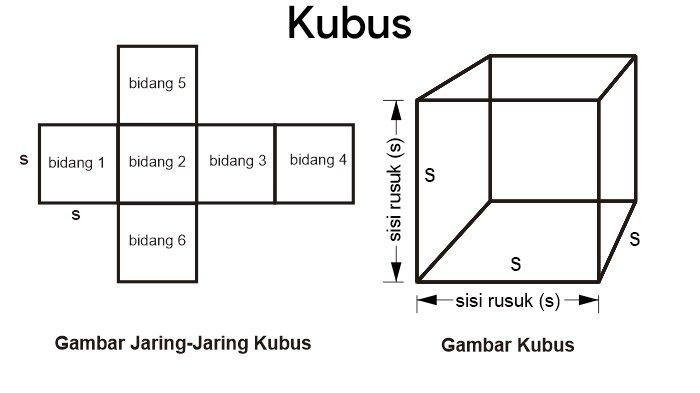 Kubus
bidang 5
s
bidang 1
bidang 2
bidang 3
bidang 4
s
bidang 6
Gambar Jaring-Jaring Kubus
sisi rusuk (s)
S
S
S
sisi rusuk (s)
Gambar Kubus